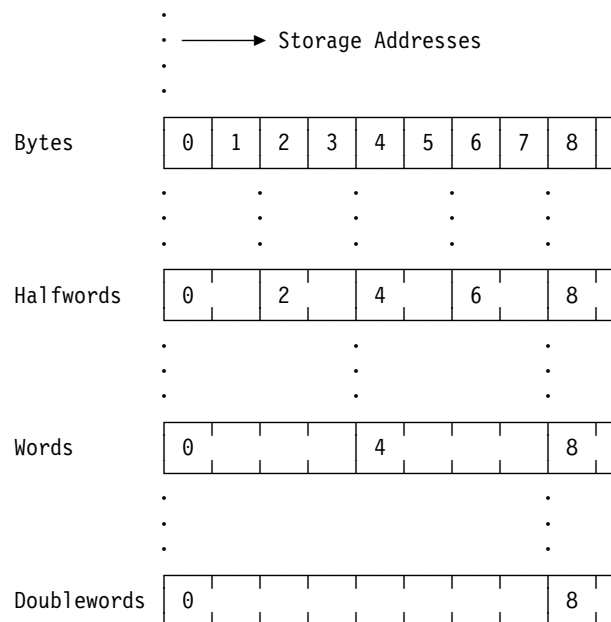 Storage Addresses
Bytes 0 1 2 3 4 5 6 7 8
Halfwords 0 2 4 6 8
Words 0 4 8
Doublewords 0 8